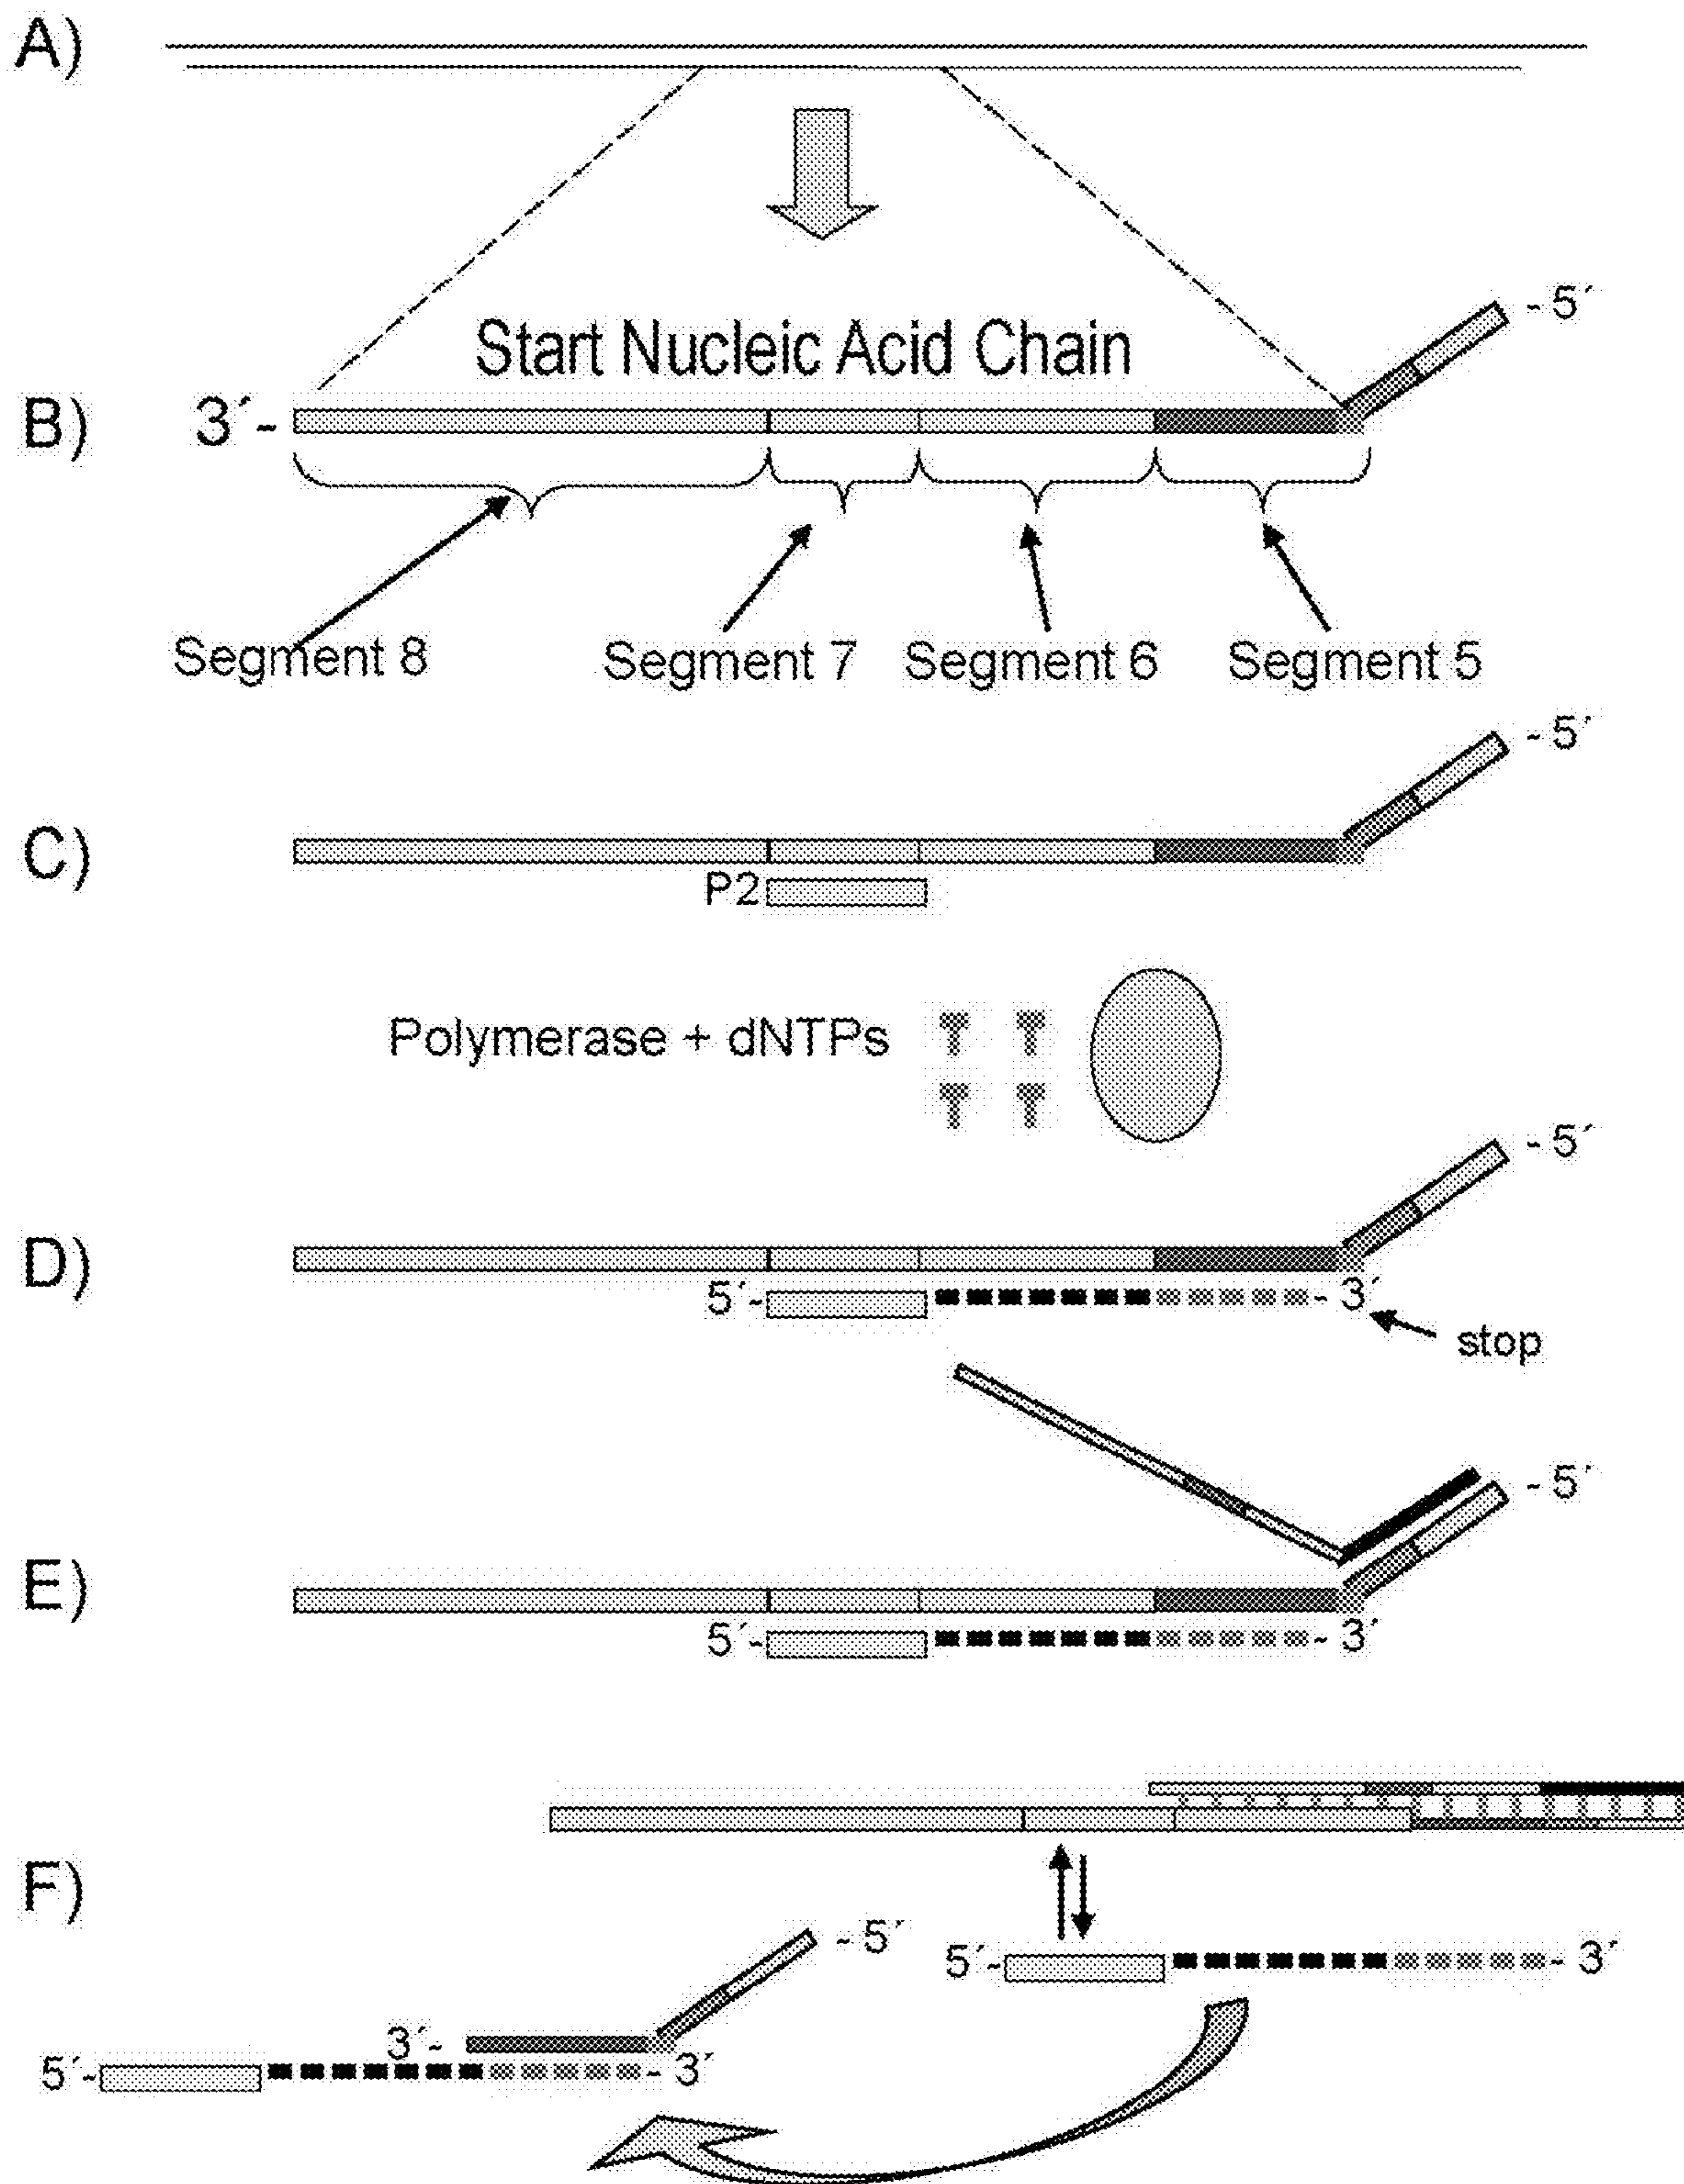 A)
Start Nucleic Acid Chain
- 5´
B) 3´-
Segment 8 Segment 7 Segment 6 Segment 5
- 5´
C)
P2
Polymerase + dNTPs
- 5´
D)
5´- - 3´
stop
- 5´
E)
5´- - 3´
F)
- 5´
5´- - 3´
3´-
5´- - 3´